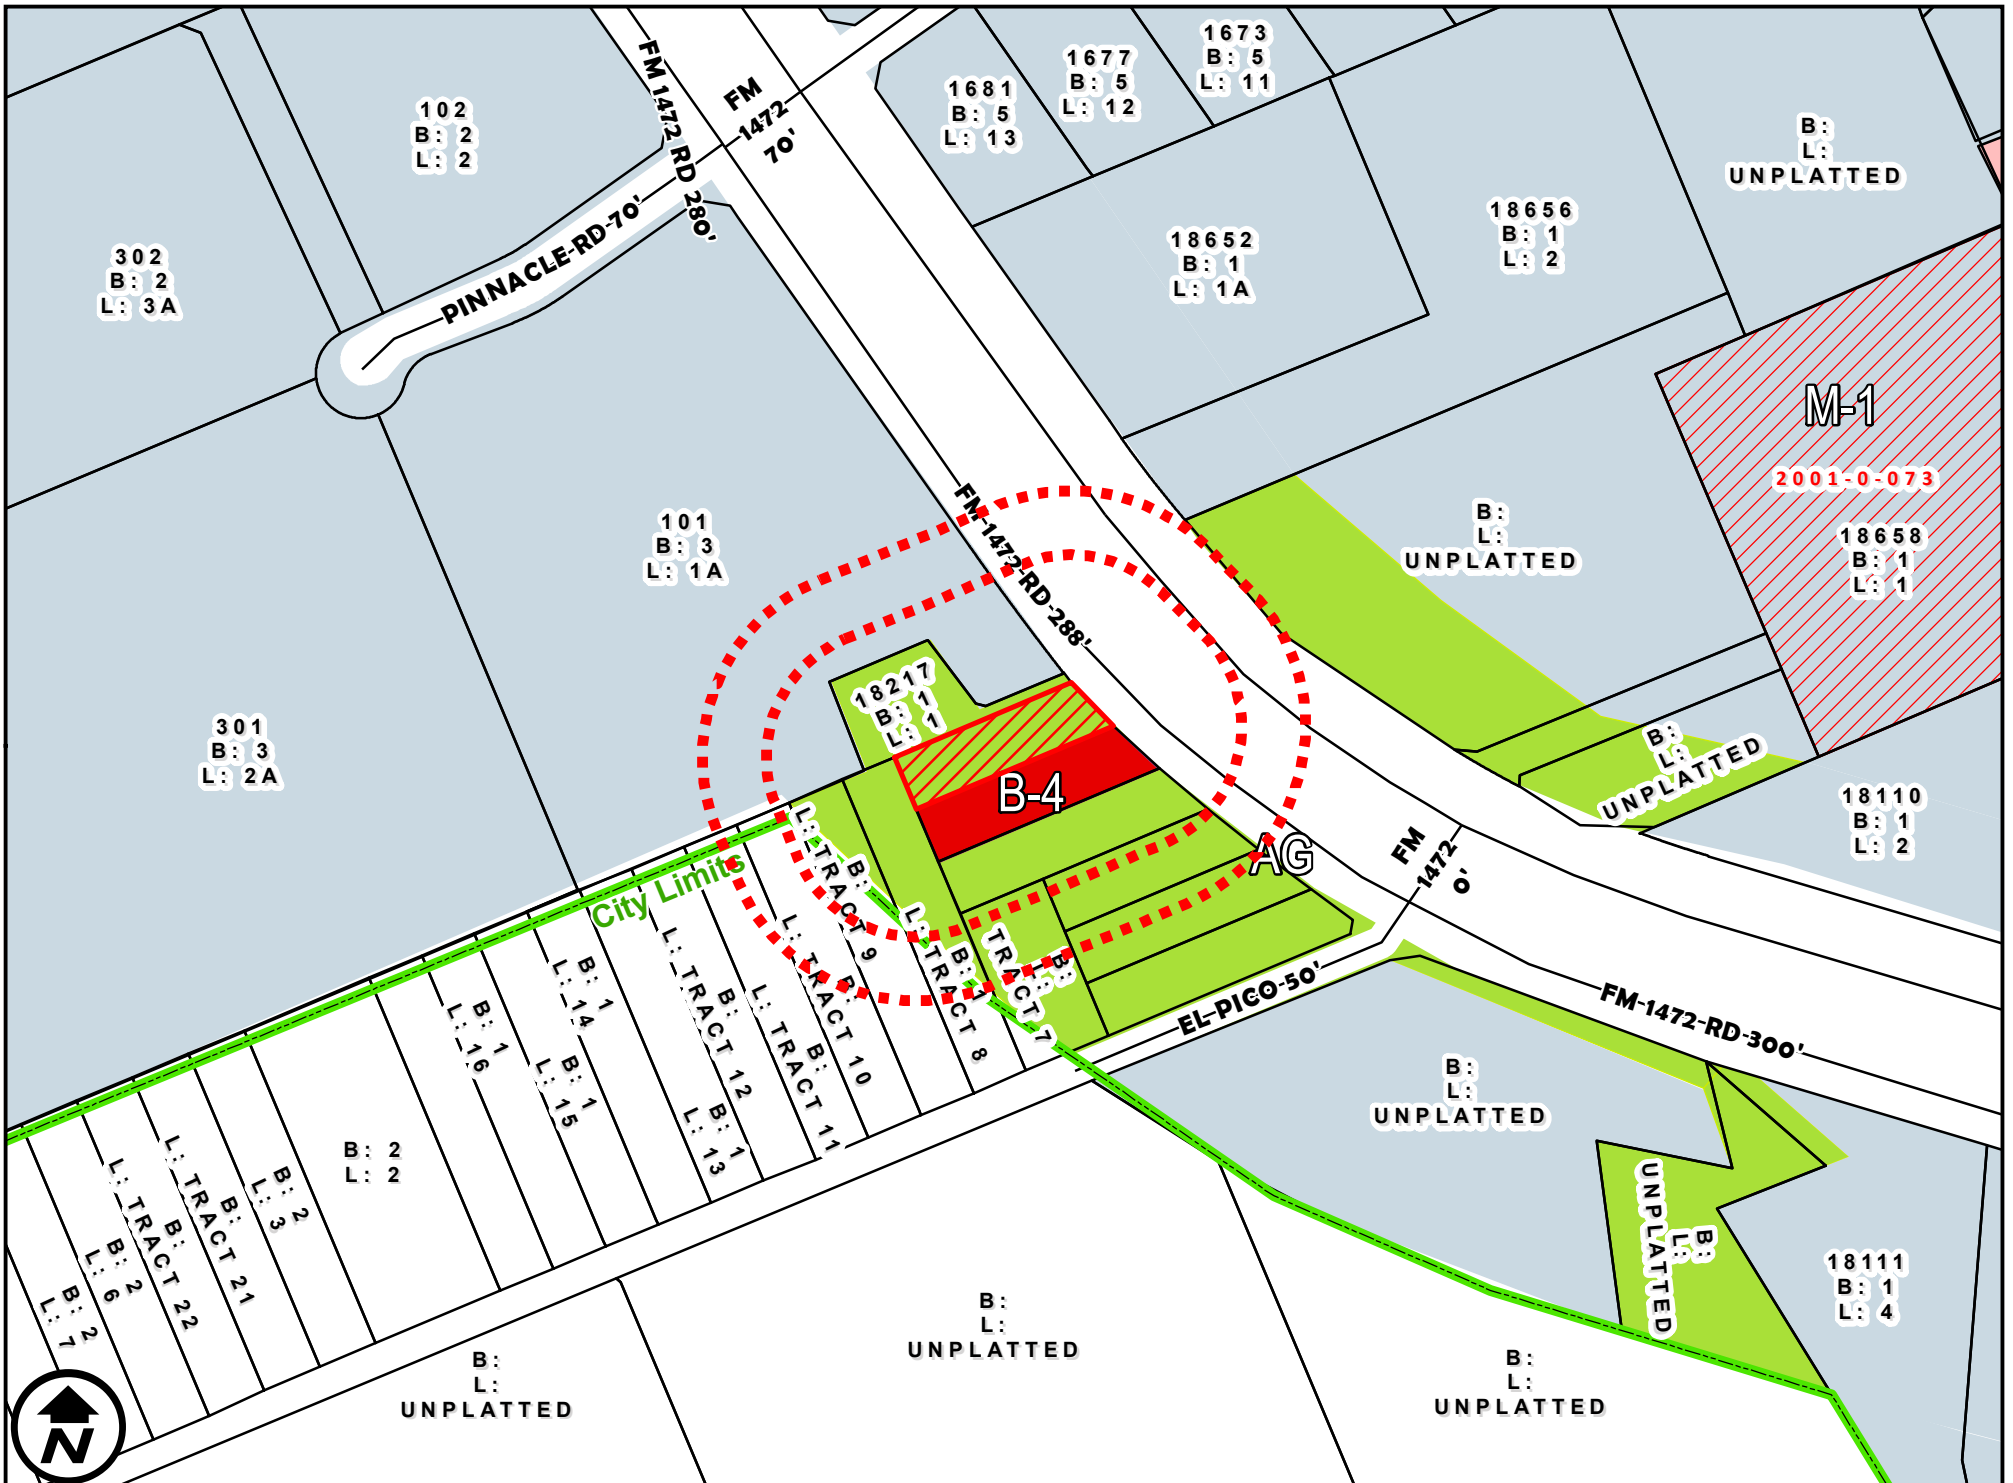 FM 1472 RD 280'
FM
1472
70'
1673
B: 5
L: 11
1677
B: 5
L: 12
1681
B: 5
L: 13
102
B: 2
L: 2
B:
L:
UNPLATTED
18656
B: 1
L: 2
18652
B: 1
L: 1A
302
B: 2
L: 3A
PINNACLE-RD-70'
M-1
2001-0-073
18658
B: 1
L: 1
B:
L:
UNPLATTED
101
B: 3
L: 1A
FM-1472-RD-288'
18217
B: 1
L: 1
B-4
301
B: 3
L: 2A
B:
L:
UNPLATTED
18110
B: 1
L: 2
AG
FM
1472
0'
City Limits
B:
L: TRACT 9
B: 1
L: TRACT 8
B:
L:
TRACT 7
EL-PICO-50'
FM-1472-RD-300'
B:
L: TRACT 10
B:
L: TRACT 11
B:
L: TRACT 12
B: 1
L: 13
B: 1
L: 14
B: 1
L: 15
B: 1
L: 16
B: 2
L: 2
B: 2
L: 3
B:
L: TRACT 21
B:
L: TRACT 22
B: 2
L: 6
B: 2
L: 7
B:
L:
UNPLATTED
B:
L:
UNPLATTED
18111
B: 1
L: 4
B:
L:
UNPLATTED
B:
L:
UNPLATTED
B:
L:
UNPLATTED
N